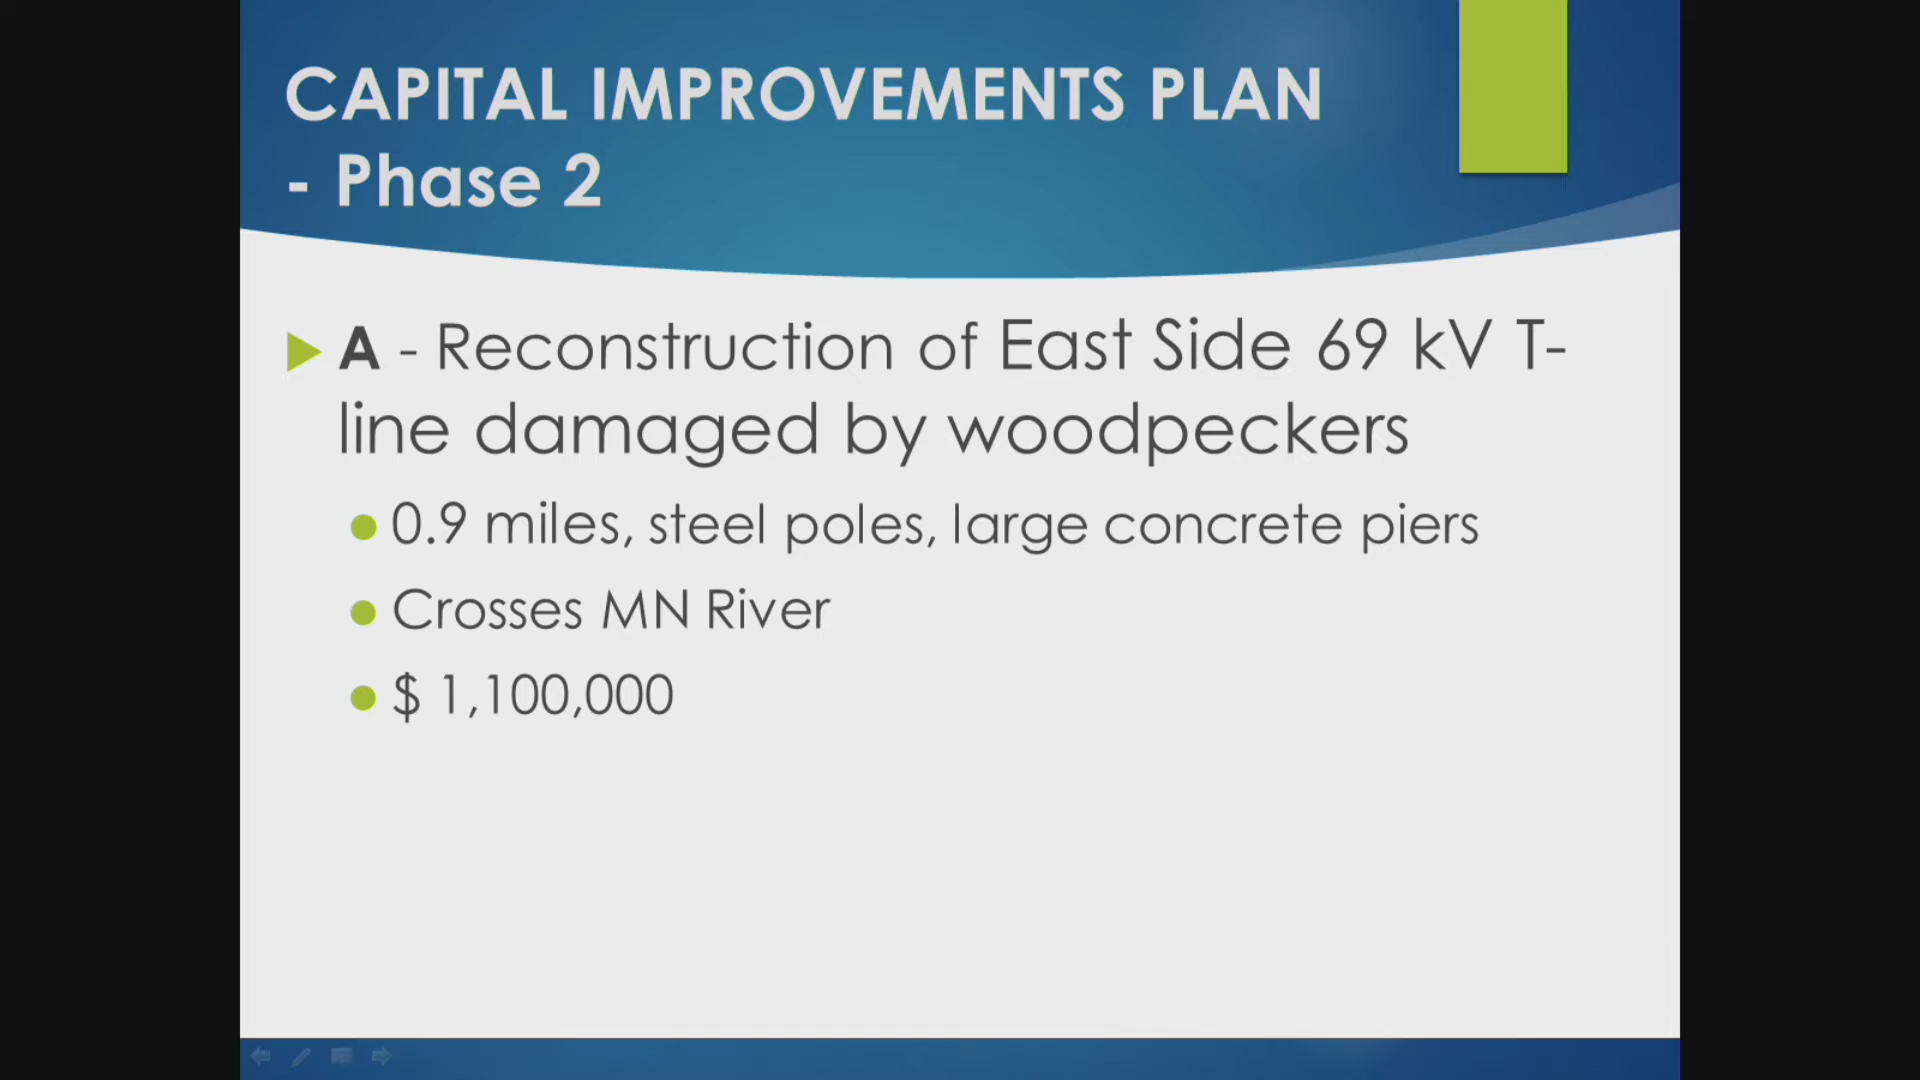 CAPITAL IMPROVEMENTS PLAN
- Phase 2
A - Reconstruction of East Side 69 kV T-
line damaged by woodpeckers
0.9 miles, steel poles, large concrete piers
Crosses MN River
$ 1,100,000